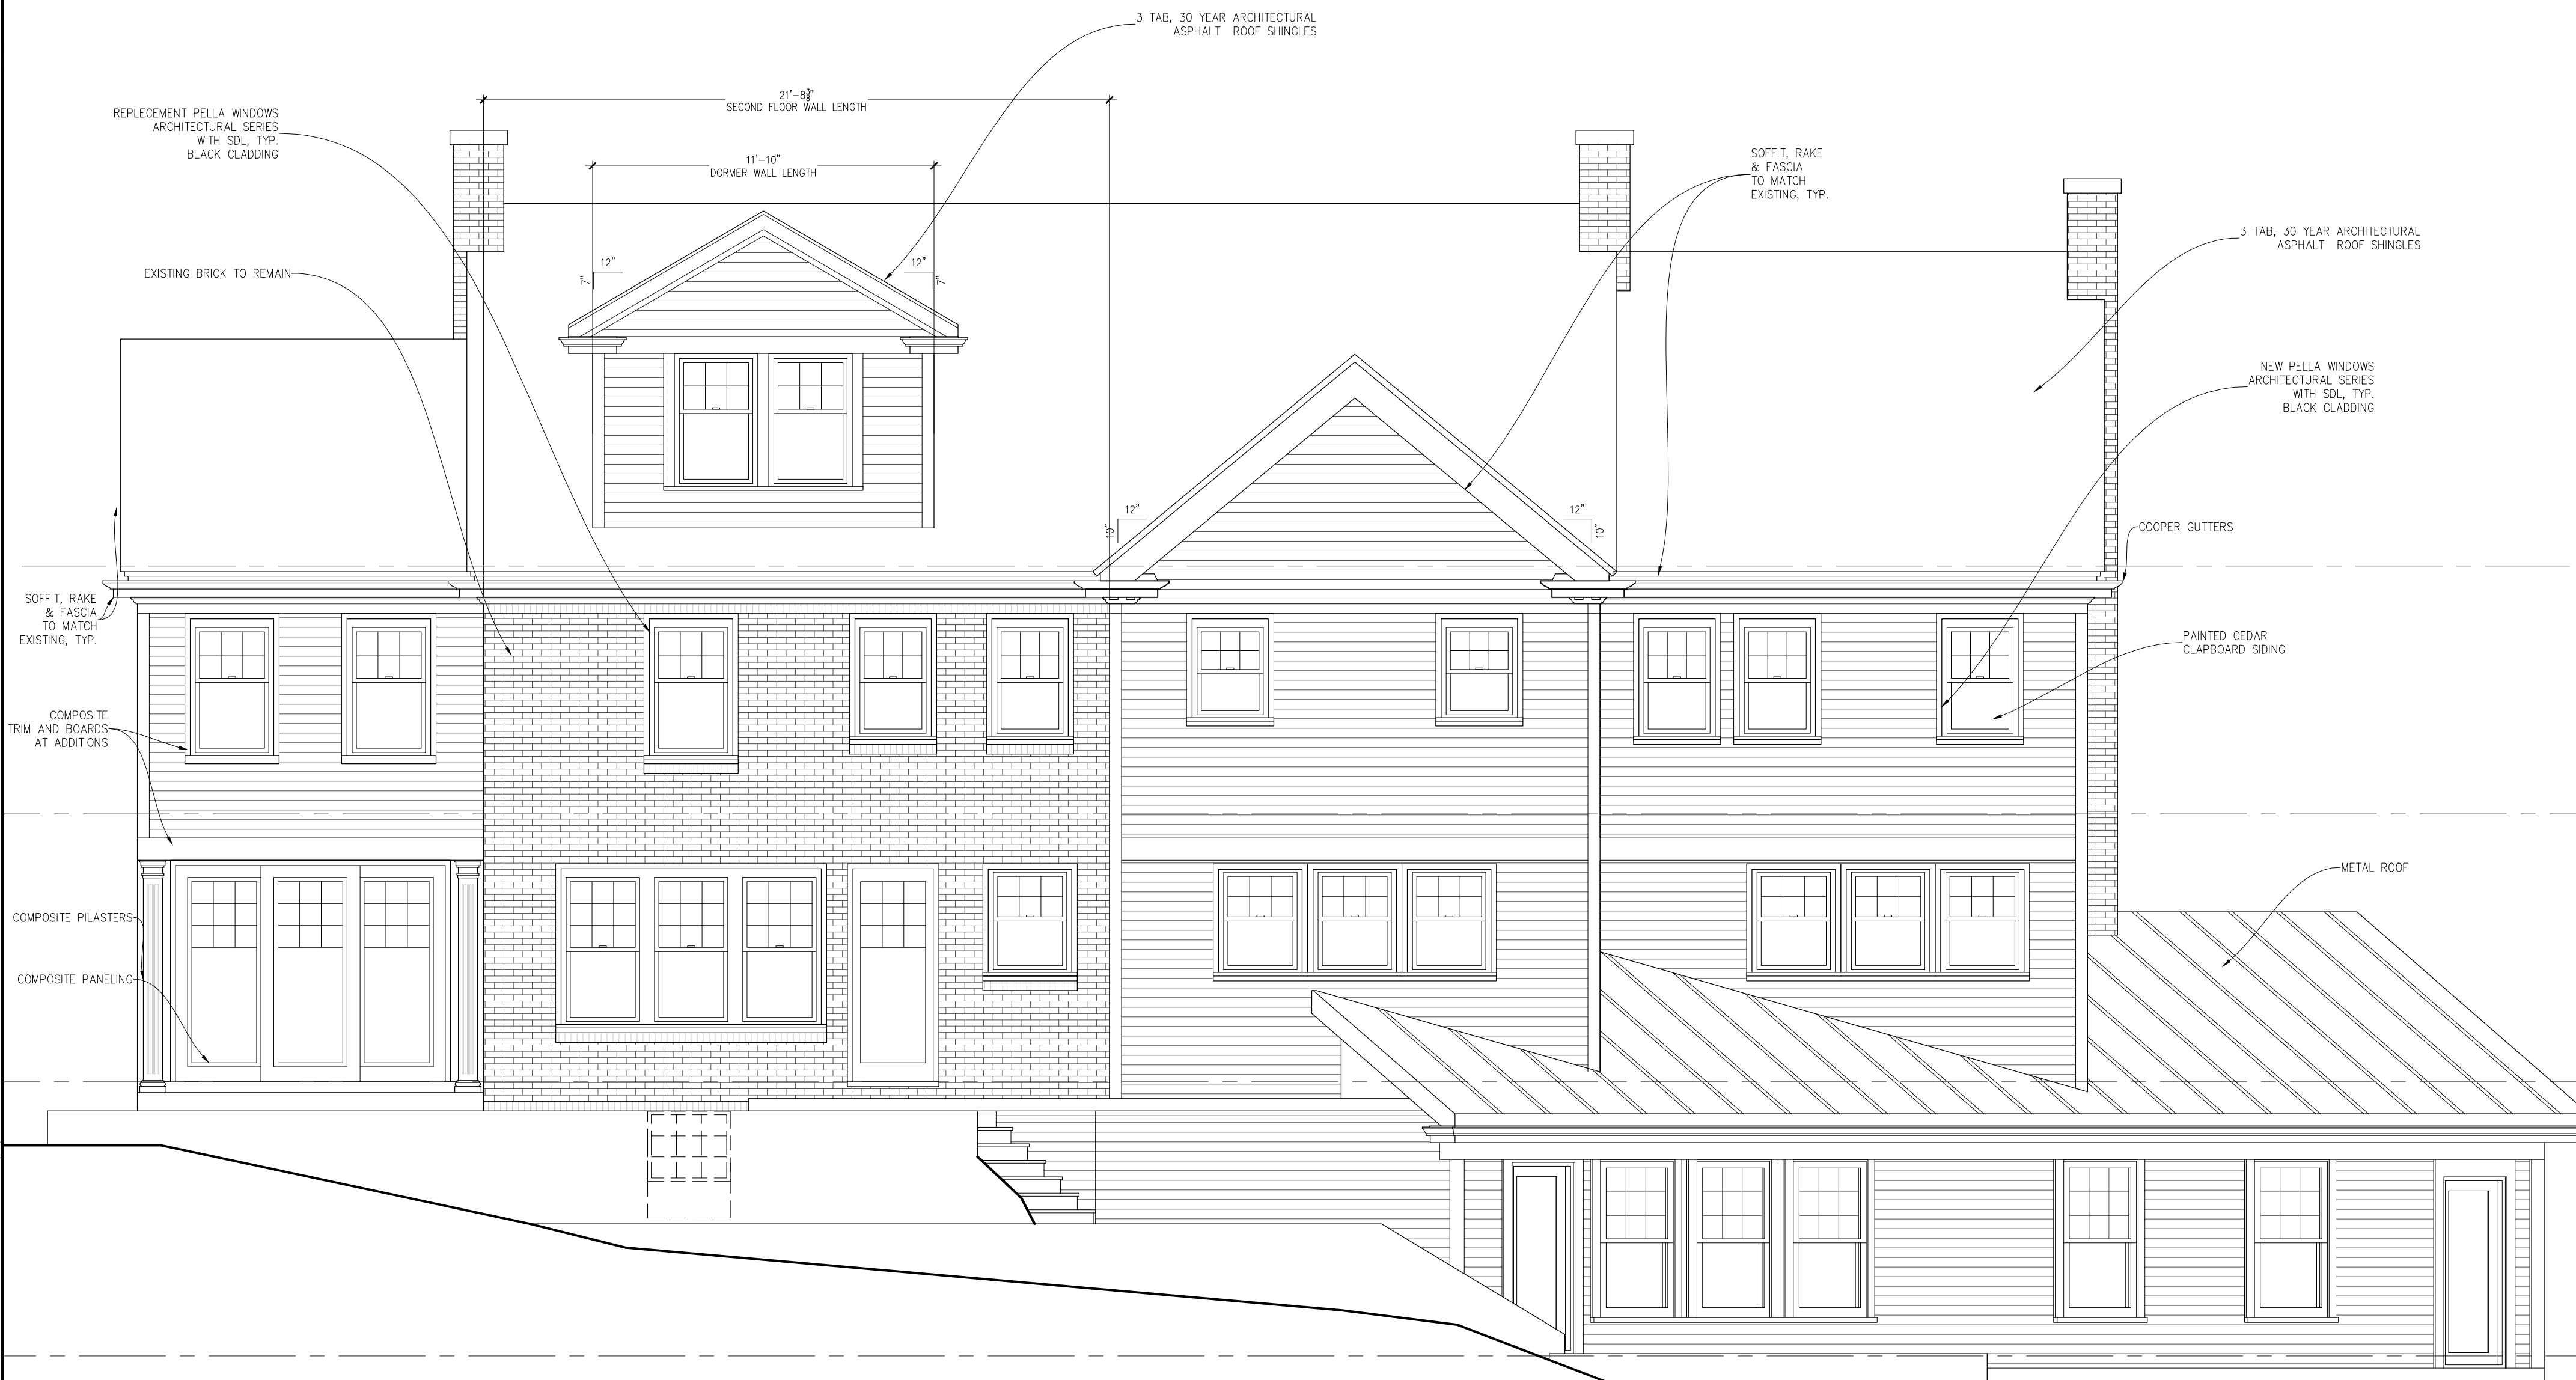 3 TAB, 30 YEAR ARCHITECTURAL
ASPHALT ROOF SHINGLES
21'-8⅜"
SECOND FLOOR WALL LENGTH
REPLECEMENT PELLA WINDOWS
ARCHITECTURAL SERIES
WITH SDL, TYP.
BLACK CLADDING
11'-10"
DORMER WALL LENGTH
SOFFIT, RAKE
& FASCIA
TO MATCH
EXISTING, TYP.
3 TAB, 30 YEAR ARCHITECTURAL
ASPHALT ROOF SHINGLES
EXISTING BRICK TO REMAIN
12"
7"
12"
7"
NEW PELLA WINDOWS
ARCHITECTURAL SERIES
WITH SDL, TYP.
BLACK CLADDING
12"
10"
12"
10"
COOPER GUTTERS
SOFFIT, RAKE
& FASCIA
TO MATCH
EXISTING, TYP.
PAINTED CEDAR
CLAPBOARD SIDING
COMPOSITE
TRIM AND BOARDS
AT ADDITIONS
METAL ROOF
COMPOSITE PILASTERS
COMPOSITE PANELING